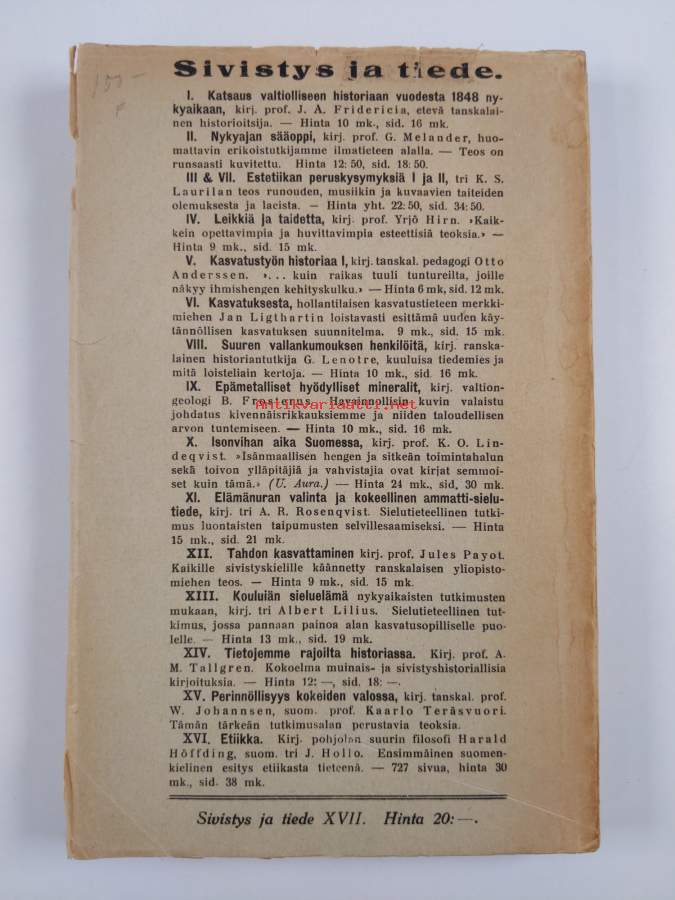 150 —
Sivistys ja tiede.
I. Katsaus valtiolliseen historiaan vuodesta 1848 ny-
kyaikaan, kirj. prof. J. A. Fridericia, etevä tanskalai-
nen historioitsija. — Hinta 10 mk., sid. 16 mk.
II. Nykyajan sääoppi, kirj. prof. G. Melander, huo-
mattavin erikoistutkijamme ilmatieteen alalla. — Teos on
runsaasti kuvitettu. Hinta 12:50, sid. 18:50.
III & VII. Estetiikan peruskysymyksiä I ja II, tri K. S.
Laurilan teos runouden, musiikin ja kuvaavien taiteiden
olemuksesta ja laeista. — Hinta yht. 22:50, sid. 34:50.
IV. Leikkiä ja taidetta, kirj. prof. Yrjö Hirn. »Kaik-
kein opettavimpia ja huvittavimpia esteettisiä teoksia.» —
Hinta 9 mk., sid. 15 mk.
V. Kasvatustyön historiaa I, kirj. tanskal. pedagogi Otto
Anderssen. »... kuin raikas tuuli tuntureilta, joille
näkyy ihmishengen kehityskulku.» — Hinta 6 mk, sid. 12 mk.
VI. Kasvatuksesta, hollantilaisen kasvatustieteen merkki-
miehen Jan Ligthartin loistavasti esittämä uuden käy-
tännöllisen kasvatuksen suunnitelma. 9 mk., sid. 15 mk.
VIII. Suuren vallankumouksen henkilöitä, kirj. ranska-
lainen historiantutkija G. Lenotre, kuuluisa tiedemies ja
mitä loisteliain kertoja. — Hinta 10 mk., sid. 16 mk.
IX. Epämetalliset hyödylliset mineralit, kirj. valtion-
geologi B. Frosterus. Havainnollisin kuvin valaistu
johdatus kivennäisrikkauksiemme ja niiden taloudellisen
arvon tuntemiseen. — Hinta 10 mk., sid. 16 mk.
X. Isonvihan aika Suomessa, kirj. prof. K. O. Lin-
deqvist. »Isänmaallisen hengen ja sitkeän toimintahalun
sekä toivon ylläpitäjiä ja vahvistajia ovat kirjat semmoi-
set kuin tämä.» (U. Aura.) — Hinta 24 mk., sid. 30 mk.
XI. Elämänuran valinta ja kokeellinen ammatti-sielu-
tiede, kirj. tri A. R. Rosenqvist. Sielutieteellinen tutki-
mus luontaisten taipumusten selvillesaamiseksi. — Hinta
15 mk., sid. 21 mk.
XII. Tahdon kasvattaminen kirj. prof. Jules Payot.
Kaikille sivistyskielille käännetty ranskalaisen yliopisto-
miehen teos. — Hinta 9 mk., sid. 15 mk.
XIII. Kouluiän sieluelämä nykyaikaisten tutkimusten
mukaan, kirj. tri Albert Lilius. Sielutieteellinen tut-
kimus, jossa pannaan painoa alan kasvatusopilliselle puo-
lelle. — Hinta 13 mk., sid. 19 mk.
XIV. Tietojemme rajoilta historiassa. Kirj. prof. A.
M. Tallgren. Kokoelma muinais- ja sivistyshistoriallisia
kirjoituksia. — Hinta 12: —, sid. 18: —.
XV. Perinnöllisyys kokeiden valossa, kirj. tanskal. prof.
W. Johannsen, suom. prof. Kaarlo Teräsvuori.
Tämän tärkeän tutkimusalan perustavia teoksia.
XVI. Etiikka. Kirj. pohjolan suurin filosofi Harald
Höffding, suom. tri J. Hollo. Ensimmäinen suomen-
kielinen esitys etiikasta tieteenä. — 727 sivua, hinta 30
mk., sid. 38 mk.
Sivistys ja tiede XVII. Hinta 20: —.
Antikvariaatti.net